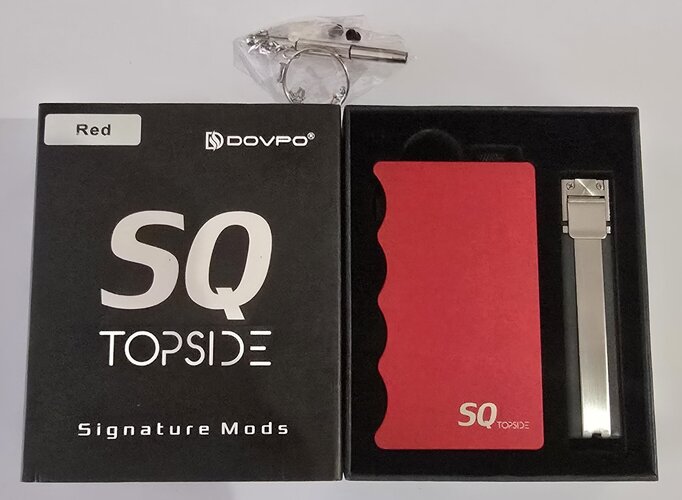 Red
DOVPO®
SQ
TOPSIDE
Signature Mods
SQ TOPSIDE